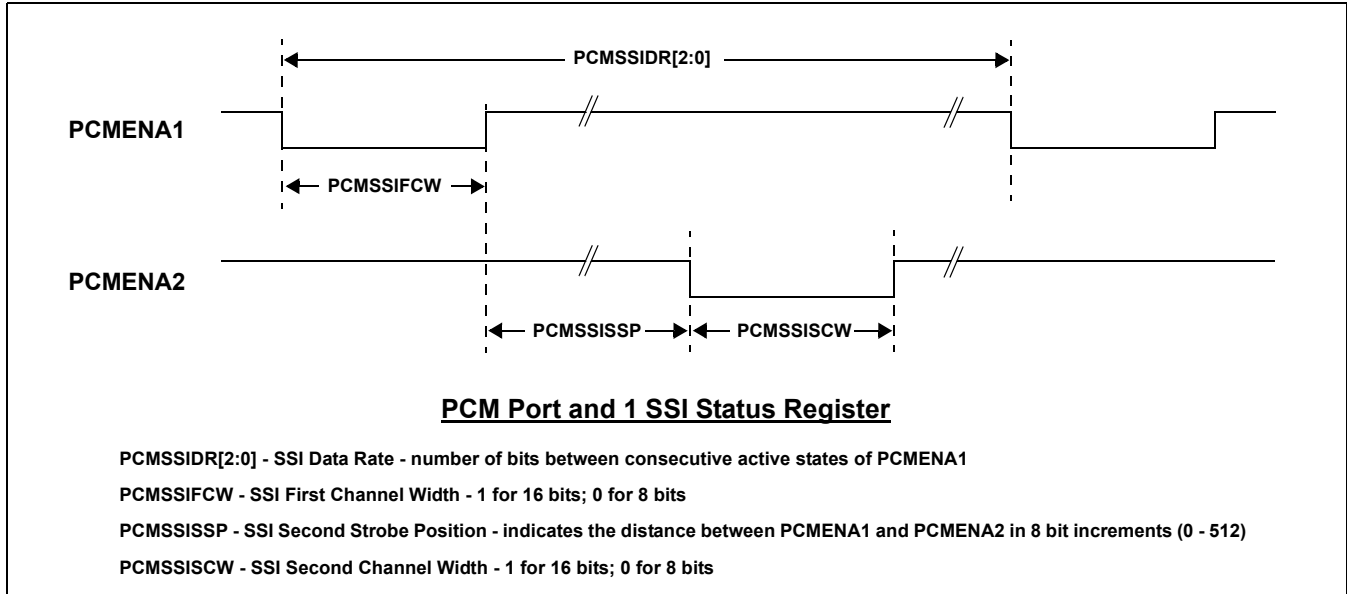 PCMSSIDR[2:0]
PCMENA1
PCMSSIFCW
PCMENA2
PCMSSISSP
PCMSSISCW
PCM Port and 1 SSI Status Register
PCMSSIDR[2:0] - SSI Data Rate - number of bits between consecutive active states of PCMENA1
PCMSSIFCW - SSI First Channel Width - 1 for 16 bits; 0 for 8 bits
PCMSSISSP - SSI Second Strobe Position - indicates the distance between PCMENA1 and PCMENA2 in 8 bit increments (0 - 512)
PCMSSISCW - SSI Second Channel Width - 1 for 16 bits; 0 for 8 bits